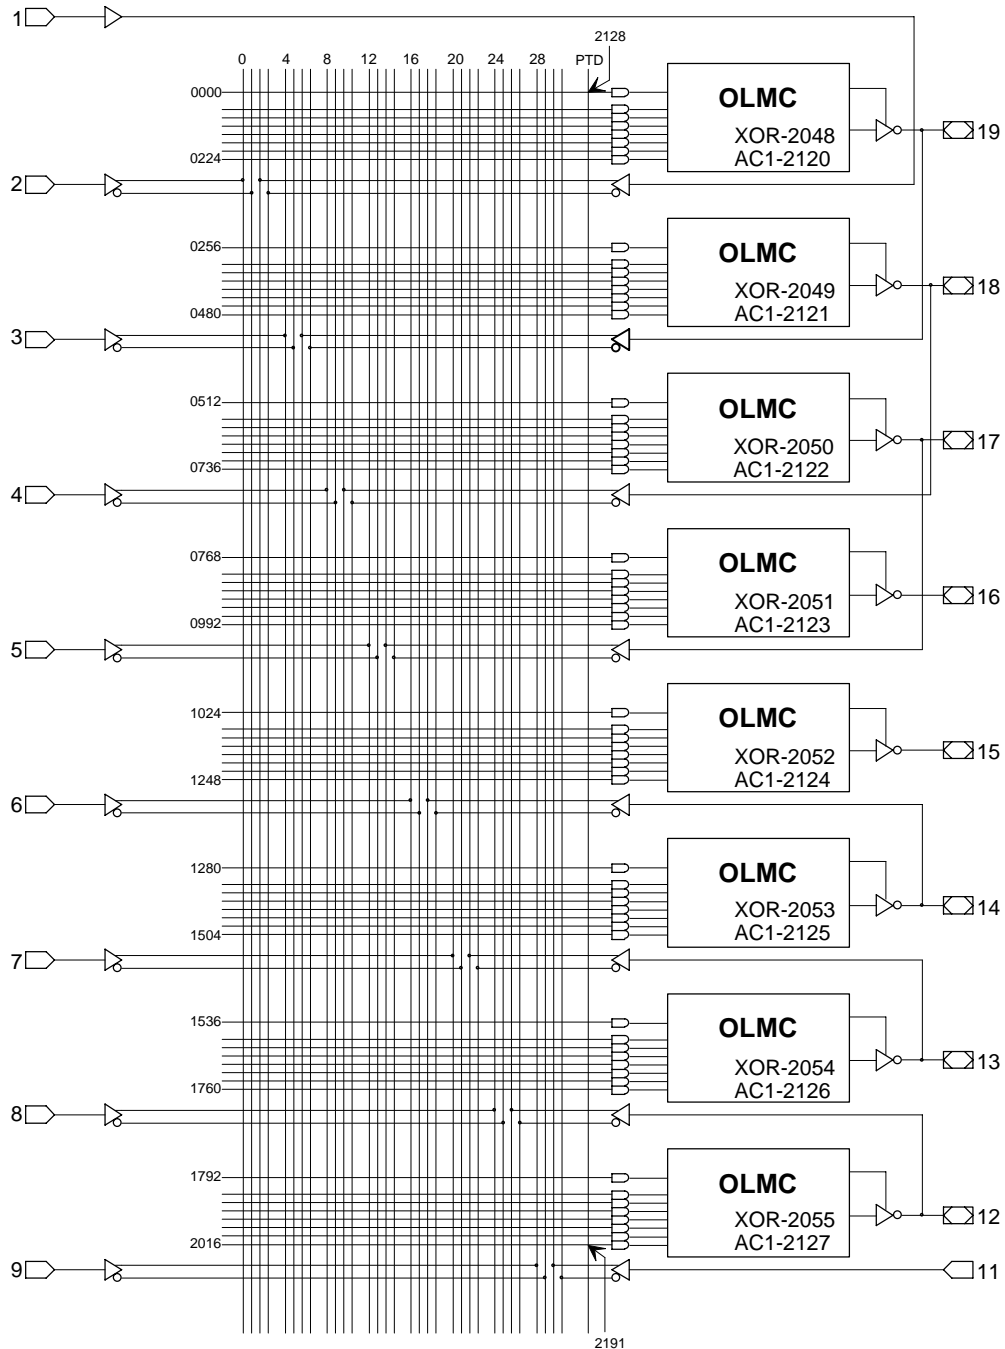 1
2128
0 4 8 12 16 20 24 28 PTD
0000
OLMC
XOR-2048
AC1-2120
19
0224
2
0256
OLMC
XOR-2049
AC1-2121
18
0480
3
0512
OLMC
XOR-2050
AC1-2122
17
0736
4
0768
OLMC
XOR-2051
AC1-2123
16
0992
5
1024
OLMC
XOR-2052
AC1-2124
15
1248
6
1280
OLMC
XOR-2053
AC1-2125
14
1504
7
1536
OLMC
XOR-2054
AC1-2126
13
1760
8
1792
OLMC
XOR-2055
AC1-2127
12
2016
9
11
2191